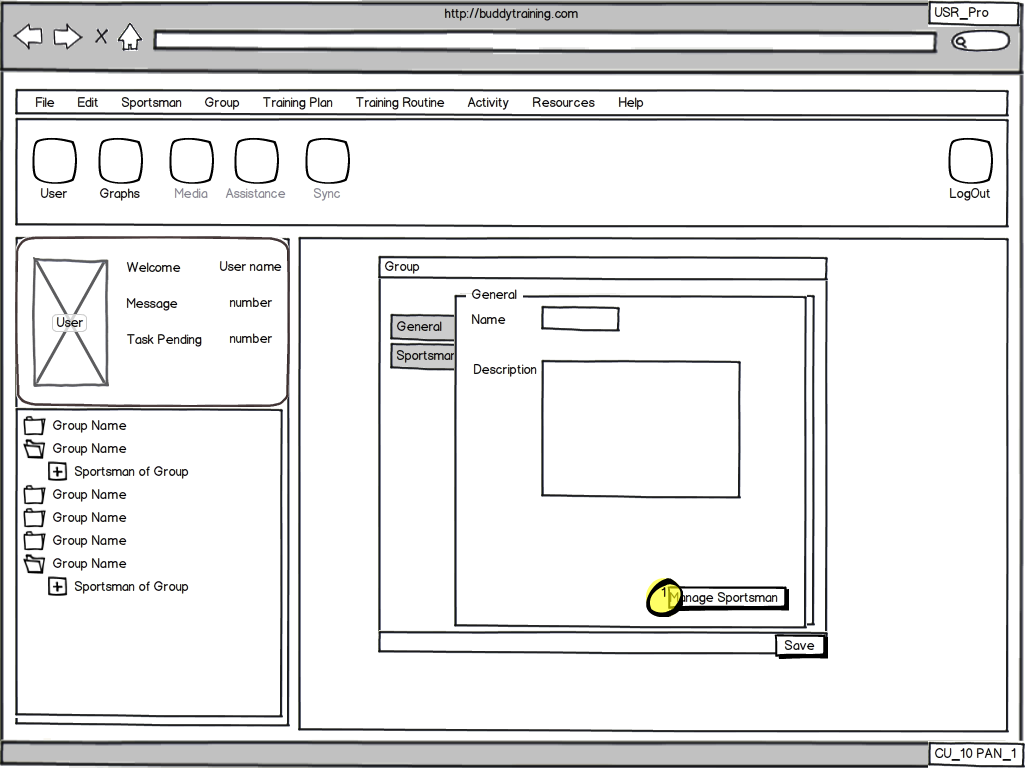 http://buddytraining.com
USR_Pro
File Edit Sportsman Group Training Plan Training Routine Activity Resources Help
User Graphs Media Assistance Sync LogOut
Welcome User name
Message number
User
Task Pending number
Group Name
Group Name
Sportsman of Group
Group Name
Group Name
Group Name
Group Name
Sportsman of Group
Group
General
General
Sportsman
Name
Description
1
Manage Sportsman
Save
CU_10 PAN_1